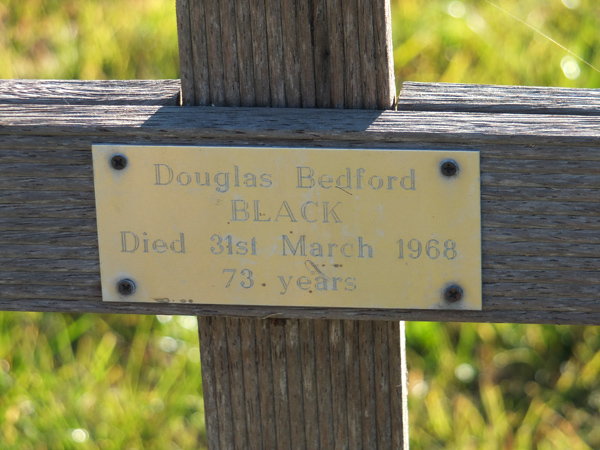 Douglas Bedford
BLACK
Died 31st March 1968
73 years